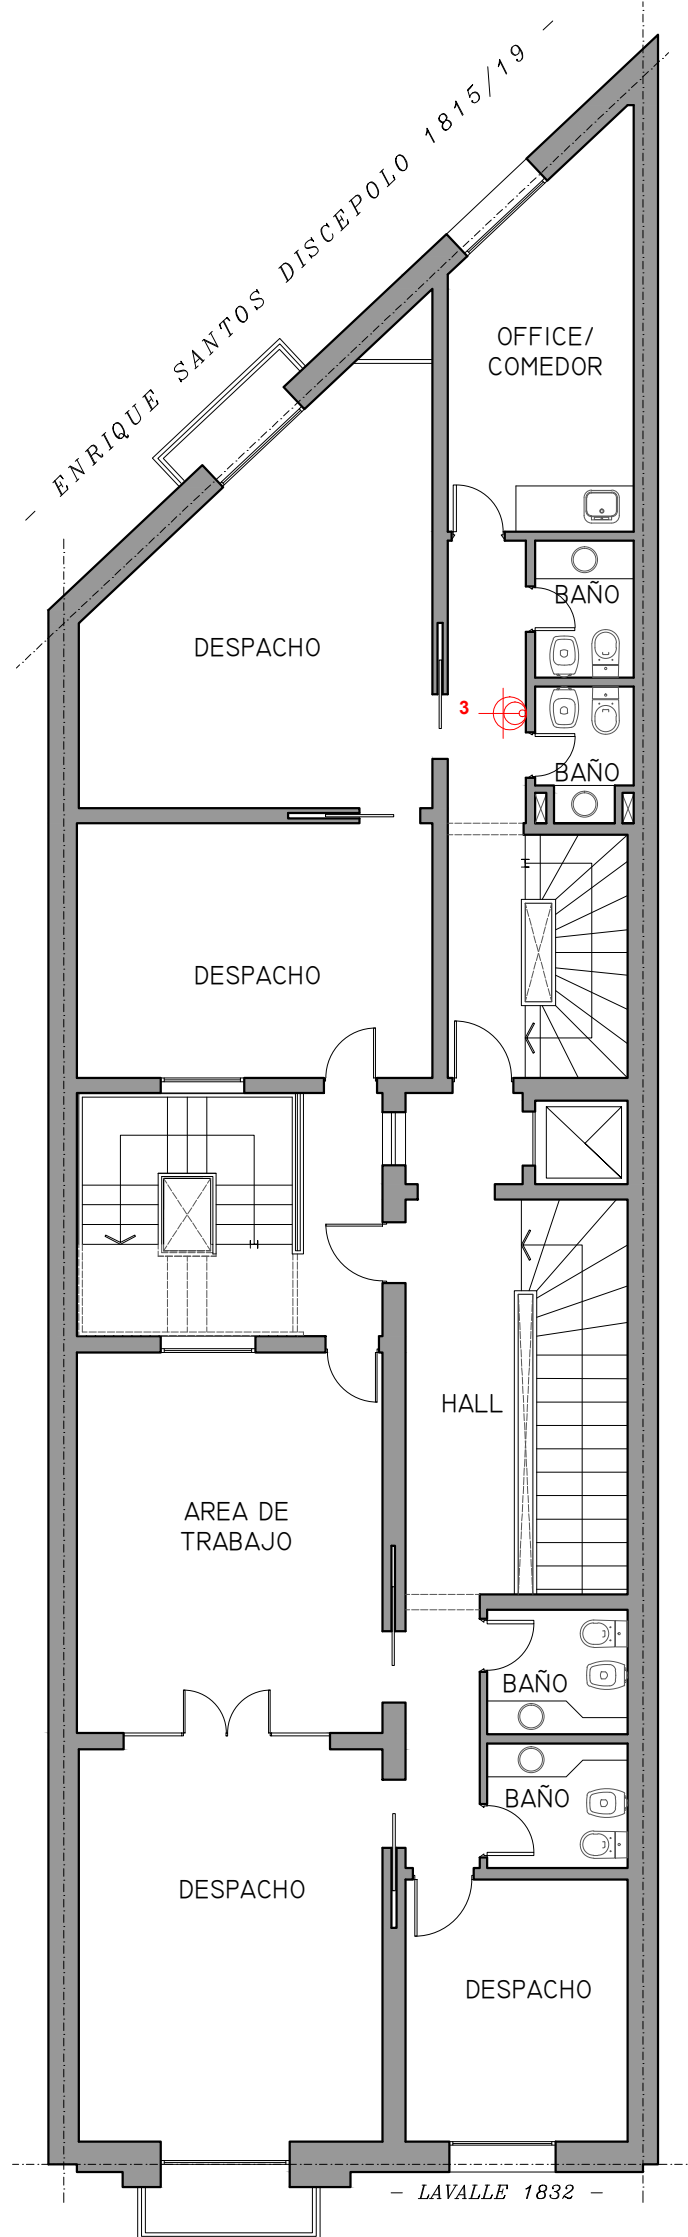 - ENRIQUE SANTOS DISCEPOLO 1815/19 -
OFFICE/
COMEDOR
BAÑO
DESPACHO
3
BAÑO
DESPACHO
HALL
AREA DE
TRABAJO
BAÑO
BAÑO
DESPACHO
DESPACHO
- LAVALLE 1832 -